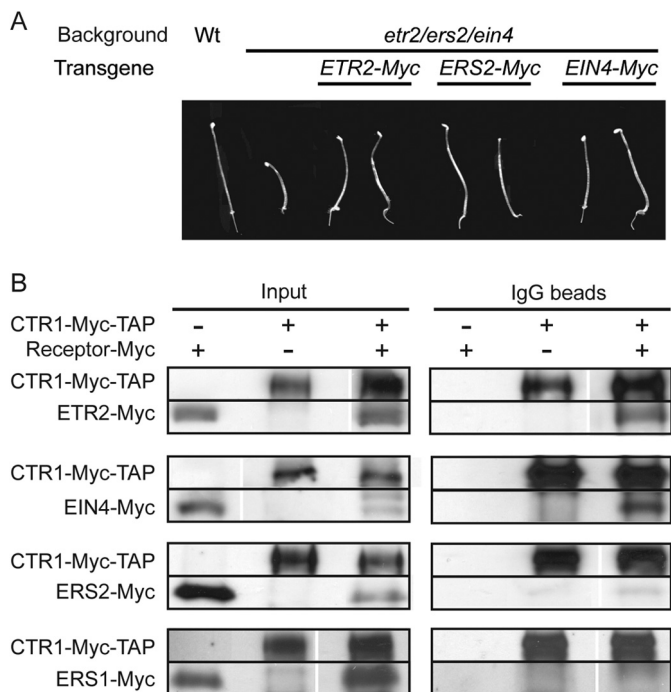 A
Background Wt etr2/ers2/ein4
Transgene ETR2-Myc ERS2-Myc EIN4-Myc
B
Input IgG beads
CTR1-Myc-TAP - + + - + +
Receptor-Myc + - + + - +
CTR1-Myc-TAP
ETR2-Myc
CTR1-Myc-TAP
EIN4-Myc
CTR1-Myc-TAP
ERS2-Myc
CTR1-Myc-TAP
ERS1-Myc